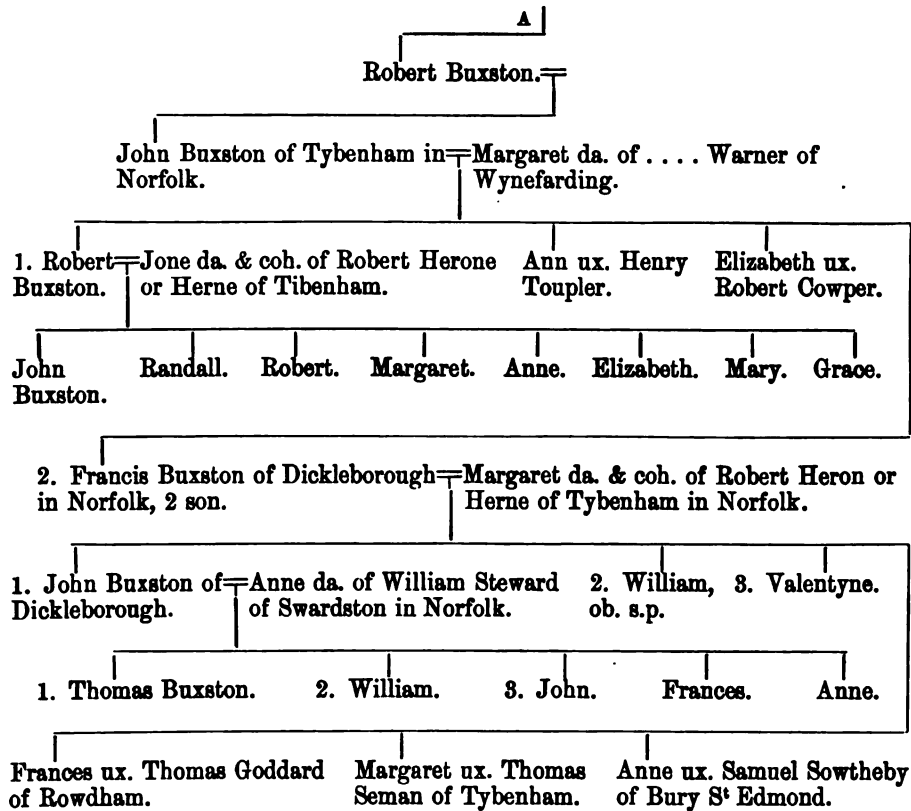 A
Robert Buxston.
John Buxston of Tybenham in
Norfolk.
Margaret da. of .... Warner of
Wynefarding.
1. Robert
Buxston.
Jone da. & coh. of Robert Herone
or Herne of Tibenham.
Ann ux. Henry
Toupler.
Elizabeth ux.
Robert Cowper.
John
Buxston.
Randall.
Robert.
Margaret.
Anne.
Elizabeth.
Mary.
Grace.
2. Francis Buxston of Dickleborough
in Norfolk, 2 son.
Margaret da. & coh. of Robert Heron or
Herne of Tybenham in Norfolk.
1. John Buxston of
Dickleborough.
Anne da. of William Steward
of Swardston in Norfolk.
2. William,
ob. s.p.
3. Valentyne.
1. Thomas Buxston.
2. William.
3. John.
Frances.
Anne.
Frances ux. Thomas Goddard
of Rowdham.
Margaret ux. Thomas
Seman of Tybenham.
Anne ux. Samuel Sowtheby
of Bury Sᵗ Edmond.